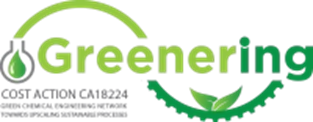 Greenering
COST ACTION CA18224
GREEN CHEMICAL ENGINEERING NETWORK
TOWARDS UPSCALING SUSTAINABLE PROCESSES